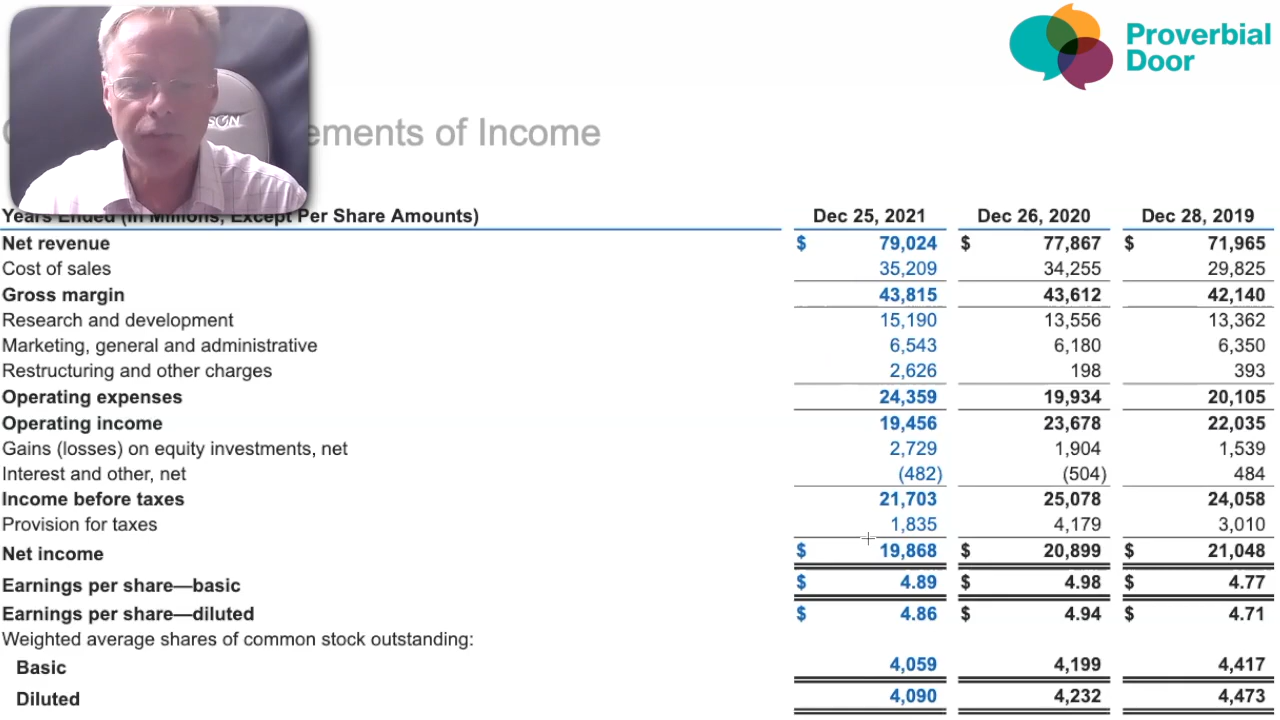 Proverbial
Door
SON
ements of Income
Years Ended (In Millions, Except Per Share Amounts) Dec 25, 2021 Dec 26, 2020 Dec 28, 2019
Net revenue $ 79,024 $ 77,867 $ 71,965
Cost of sales 35,209 34,255 29,825
Gross margin 43,815 43,612 42,140
Research and development 15,190 13,556 13,362
Marketing, general and administrative 6,543 6,180 6,350
Restructuring and other charges 2,626 198 393
Operating expenses 24,359 19,934 20,105
Operating income 19,456 23,678 22,035
Gains (losses) on equity investments, net 2,729 1,904 1,539
Interest and other, net (482) (504) 484
Income before taxes 21,703 25,078 24,058
Provision for taxes 1,835 4,179 3,010
Net income $ 19,868 $ 20,899 $ 21,048
Earnings per share—basic $ 4.89 $ 4.98 $ 4.77
Earnings per share—diluted $ 4.86 $ 4.94 $ 4.71
Weighted average shares of common stock outstanding:
Basic 4,059 4,199 4,417
Diluted 4,090 4,232 4,473